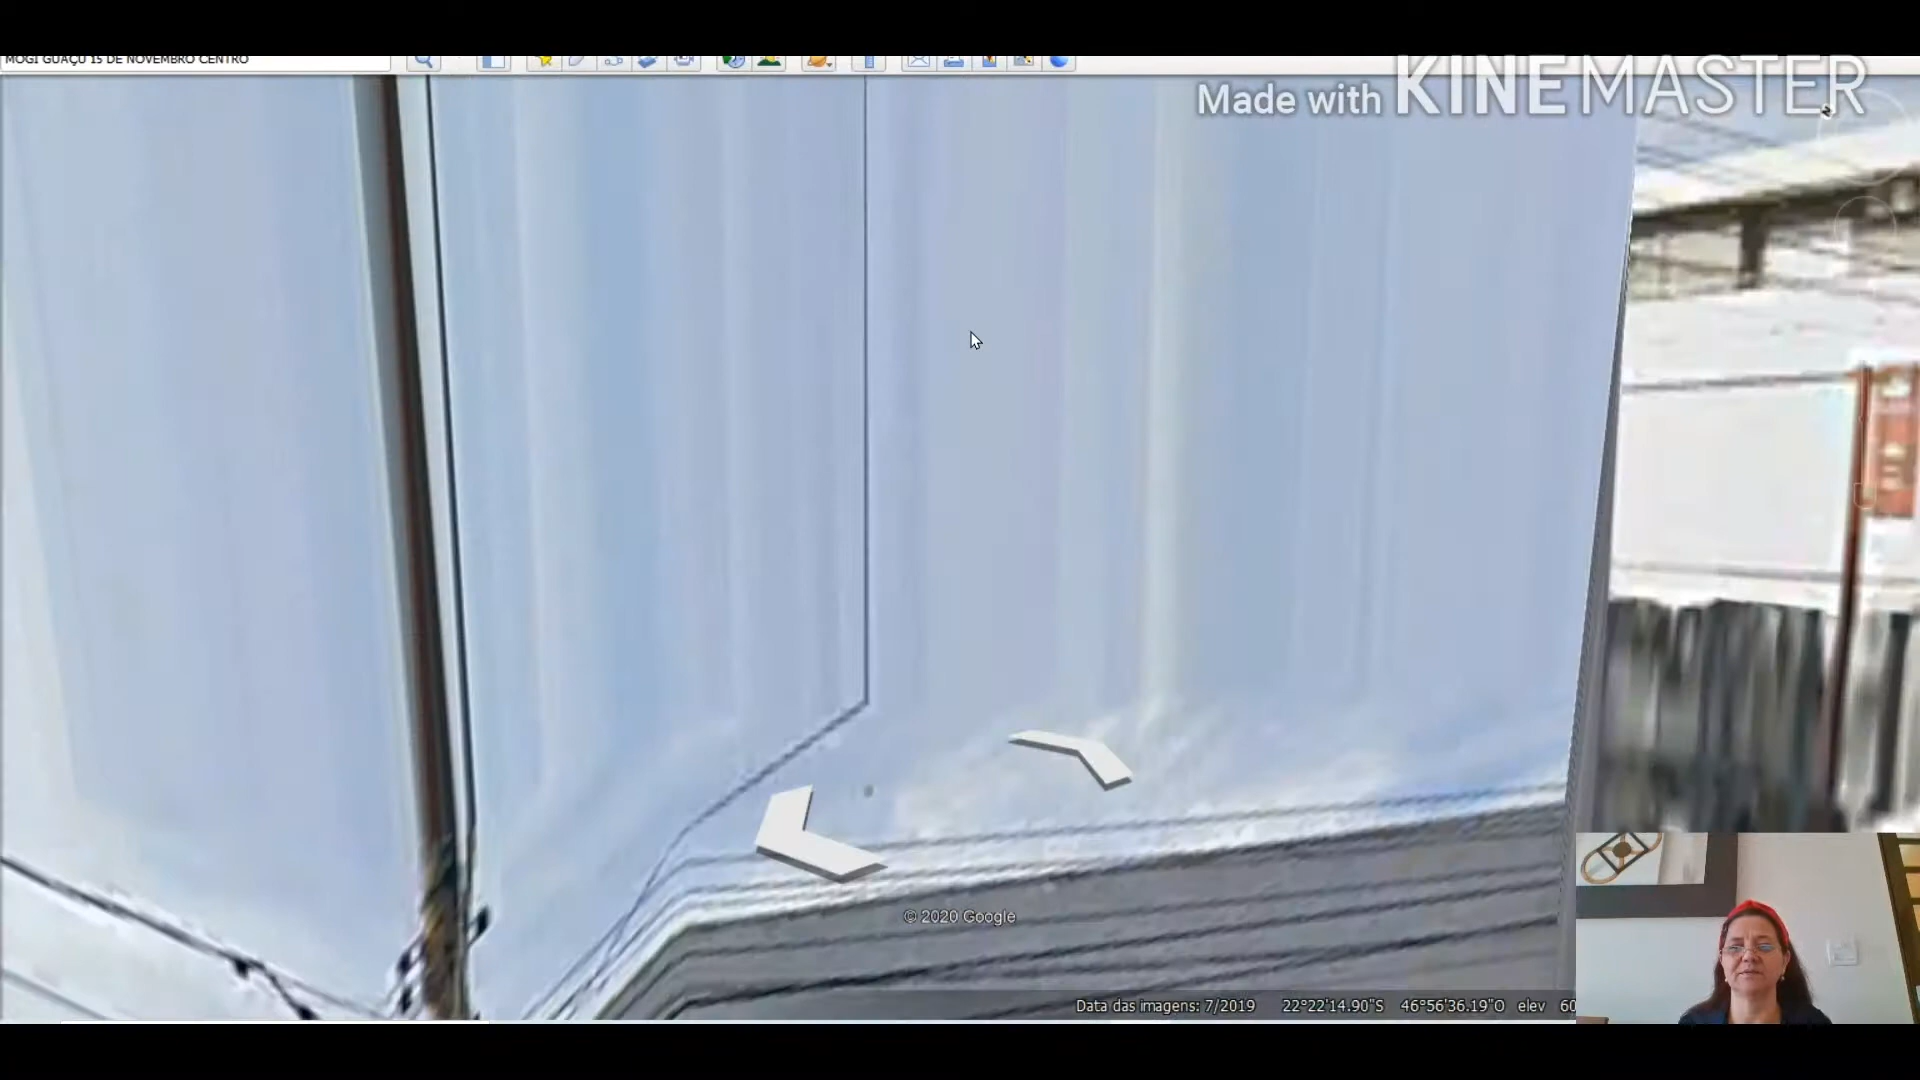 MOGI GUAÇU 15 DE NOVEMBRO CENTRO
Made with KINEMASTER
© 2020 Google
Data das imagens: 7/2019 22°22'14.90"S 46°56'36.19"O elev 60